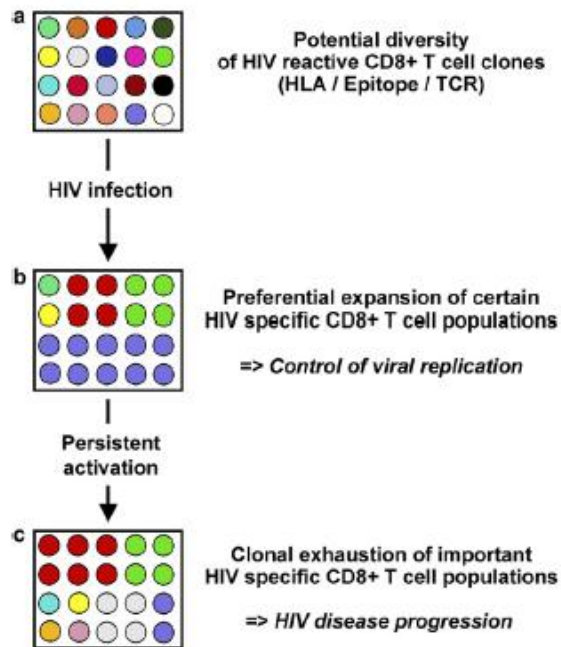 a
Potential diversity
of HIV reactive CD8+ T cell clones
(HLA / Epitope / TCR)
HIV infection
b
Preferential expansion of certain
HIV specific CD8+ T cell populations
=> Control of viral replication
Persistent
activation
c
Clonal exhaustion of important
HIV specific CD8+ T cell populations
=> HIV disease progression